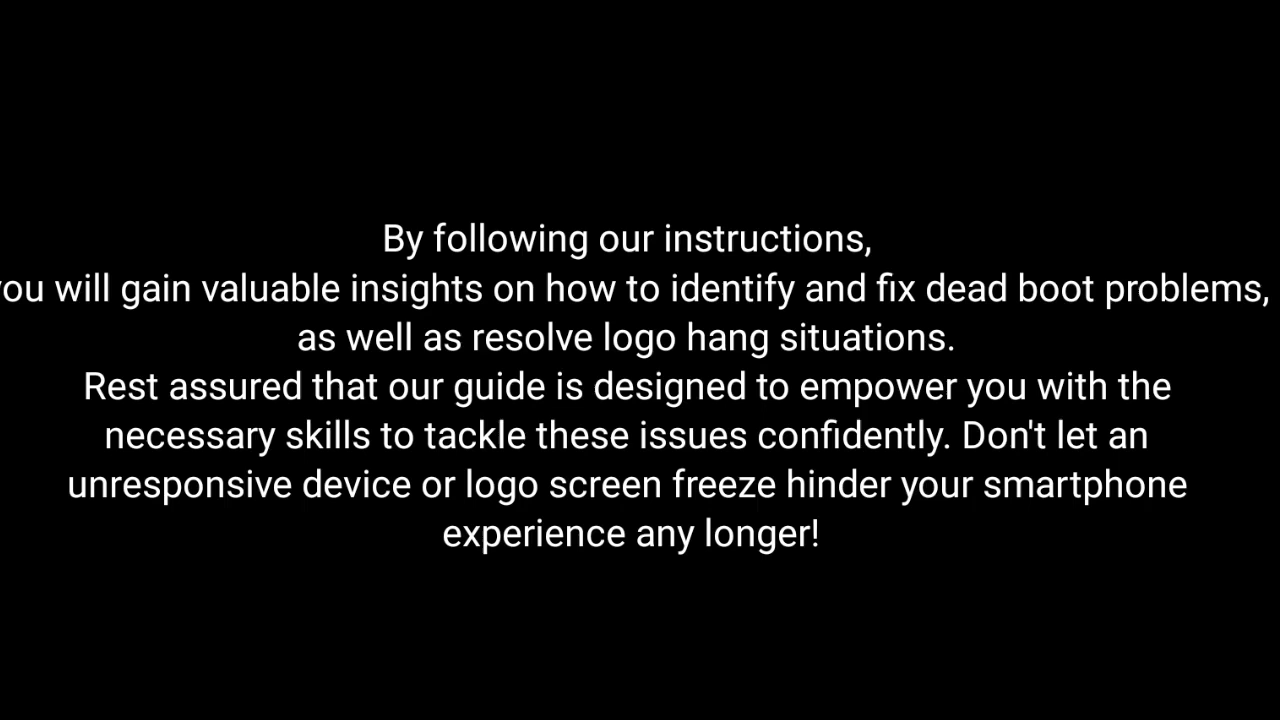 By following our instructions,
you will gain valuable insights on how to identify and fix dead boot problems,
as well as resolve logo hang situations.
Rest assured that our guide is designed to empower you with the
necessary skills to tackle these issues confidently. Don't let an
unresponsive device or logo screen freeze hinder your smartphone
experience any longer!